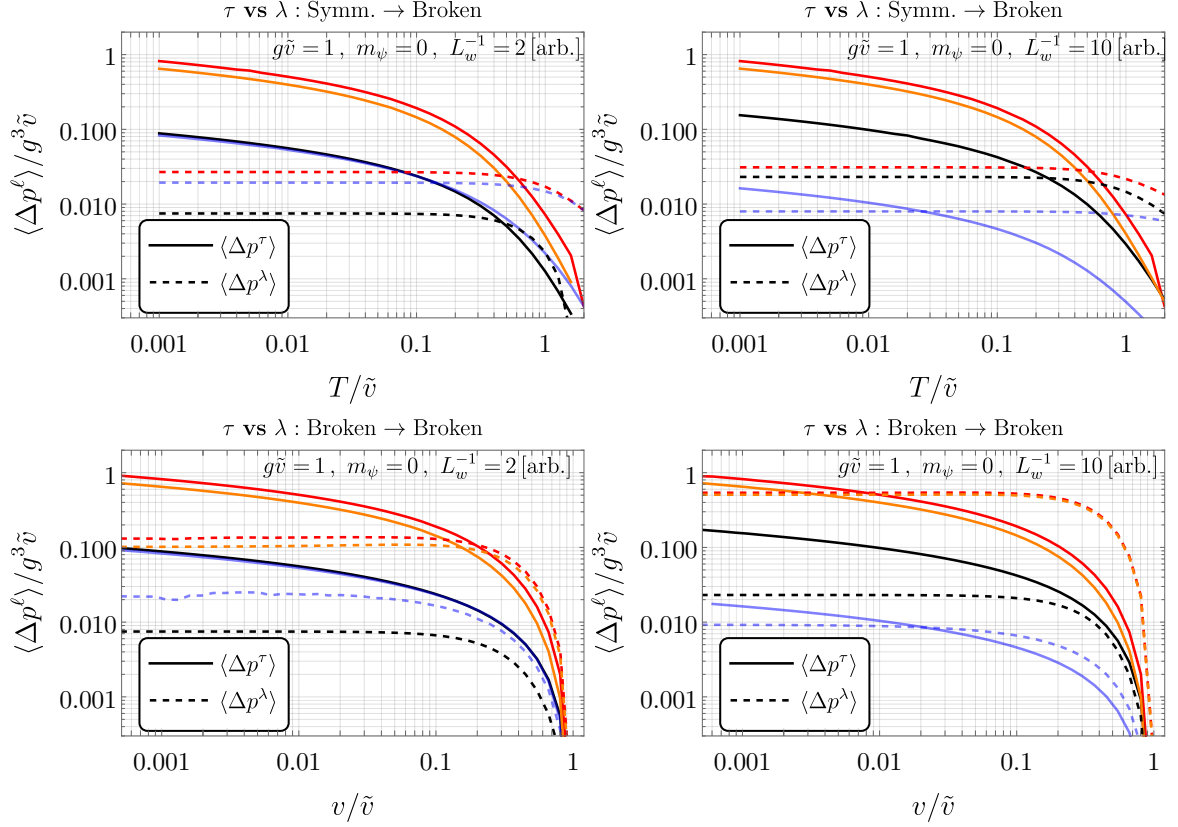 τ vs λ : Symm. → Broken
gṽ = 1 , m_ψ = 0 , L_w^{-1} = 2 [arb.]
⟨Δp^ℓ⟩/g³ṽ
1
0.100
0.010
0.001
⟨Δp^τ⟩
⟨Δp^λ⟩
0.001 0.01 0.1 1
T/ṽ
τ vs λ : Symm. → Broken
gṽ = 1 , m_ψ = 0 , L_w^{-1} = 10 [arb.]
⟨Δp^ℓ⟩/g³ṽ
1
0.100
0.010
0.001
⟨Δp^τ⟩
⟨Δp^λ⟩
0.001 0.01 0.1 1
T/ṽ
τ vs λ : Broken → Broken
gṽ = 1 , m_ψ = 0 , L_w^{-1} = 2 [arb.]
⟨Δp^ℓ⟩/g³ṽ
1
0.100
0.010
0.001
⟨Δp^τ⟩
⟨Δp^λ⟩
0.001 0.01 0.1 1
v/ṽ
τ vs λ : Broken → Broken
gṽ = 1 , m_ψ = 0 , L_w^{-1} = 10 [arb.]
⟨Δp^ℓ⟩/g³ṽ
1
0.100
0.010
0.001
⟨Δp^τ⟩
⟨Δp^λ⟩
0.001 0.01 0.1 1
v/ṽ